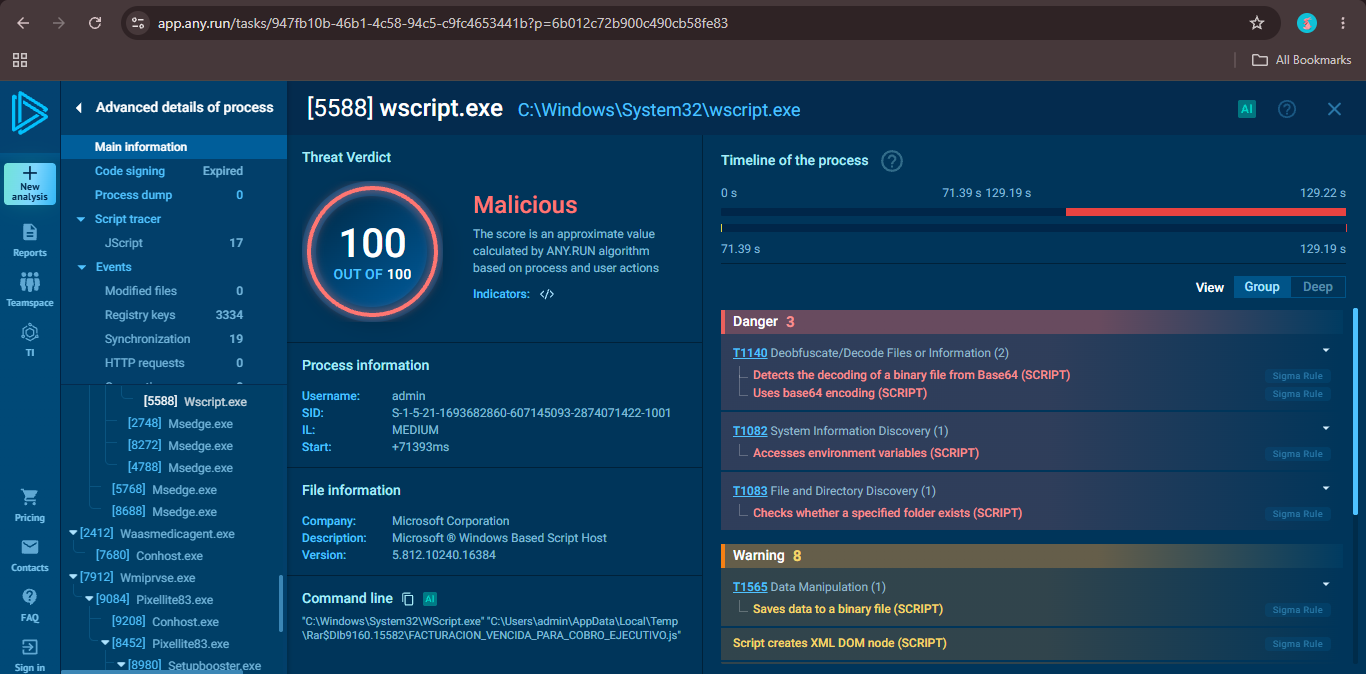 app.any.run/tasks/947fb10b-46b1-4c58-94c5-c9fc4653441b?p=6b012c72b900c490cb58fe83
All Bookmarks
New analysis
Reports
Teamspace
TI
Pricing
Contacts
FAQ
Sign in
Advanced details of process
Main information
Code signing Expired
Process dump 0
Script tracer
JScript 17
Events
Modified files 0
Registry keys 3334
Synchronization 19
HTTP requests 0
[5588] Wscript.exe
[2748] Msedge.exe
[8272] Msedge.exe
[4788] Msedge.exe
[5768] Msedge.exe
[8688] Msedge.exe
[2412] Waasmedicagent.exe
[7680] Conhost.exe
[7912] Wmiprvse.exe
[9084] Pixellite83.exe
[9208] Conhost.exe
[8452] Pixellite83.exe
[8980] Setupbooster.exe
[5588] wscript.exe C:\Windows\System32\wscript.exe
AI
Threat Verdict
100
OUT OF 100
Malicious
The score is an approximate value
calculated by ANY.RUN algorithm
based on process and user actions
Indicators: </>
Process information
Username: admin
SID: S-1-5-21-1693682860-607145093-2874071422-1001
IL: MEDIUM
Start: +71393ms
File information
Company: Microsoft Corporation
Description: Microsoft ® Windows Based Script Host
Version: 5.812.10240.16384
Command line AI
"C:\Windows\System32\WScript.exe" "C:\Users\admin\AppData\Local\Temp
\Rar$DIb9160.15582\FACTURACION_VENCIDA_PARA_COBRO_EJECUTIVO.js"
Timeline of the process ?
0 s 71.39 s 129.19 s 129.22 s
71.39 s 129.19 s
View Group Deep
Danger 3
T1140 Deobfuscate/Decode Files or Information (2)
Detects the decoding of a binary file from Base64 (SCRIPT) Sigma Rule
Uses base64 encoding (SCRIPT) Sigma Rule
T1082 System Information Discovery (1)
Accesses environment variables (SCRIPT) Sigma Rule
T1083 File and Directory Discovery (1)
Checks whether a specified folder exists (SCRIPT) Sigma Rule
Warning 8
T1565 Data Manipulation (1)
Saves data to a binary file (SCRIPT) Sigma Rule
Script creates XML DOM node (SCRIPT) Sigma Rule